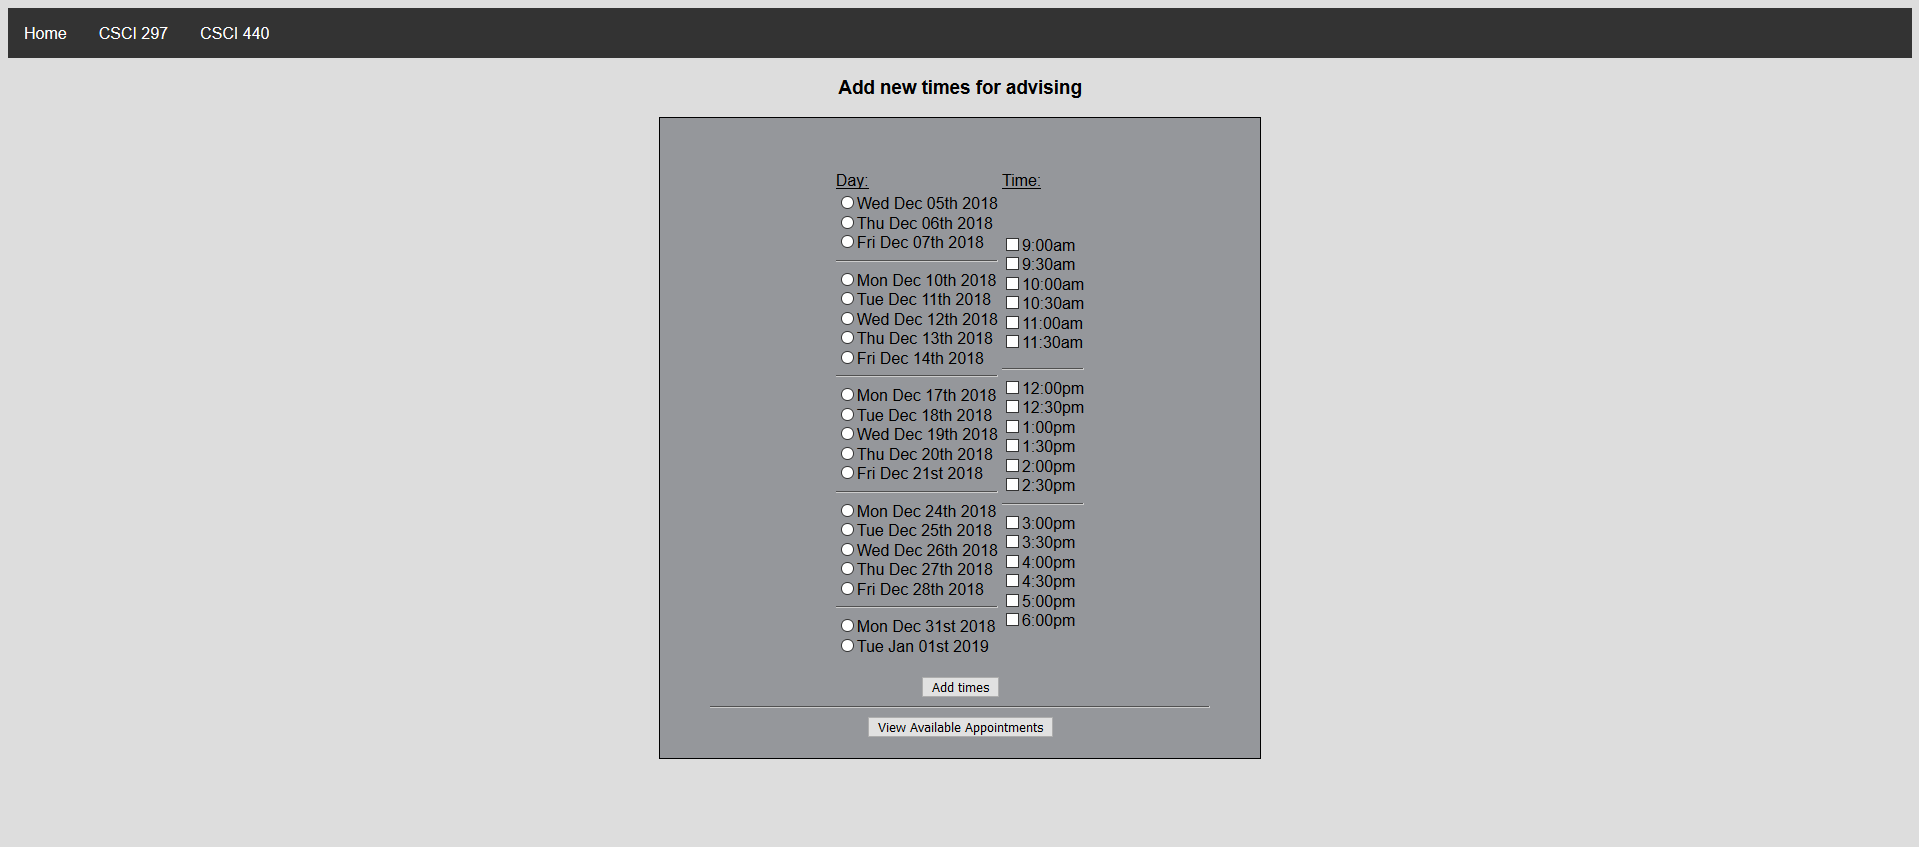 Home CSCI 297 CSCI 440
Add new times for advising
Day:
Wed Dec 05th 2018
Thu Dec 06th 2018
Fri Dec 07th 2018
Mon Dec 10th 2018
Tue Dec 11th 2018
Wed Dec 12th 2018
Thu Dec 13th 2018
Fri Dec 14th 2018
Mon Dec 17th 2018
Tue Dec 18th 2018
Wed Dec 19th 2018
Thu Dec 20th 2018
Fri Dec 21st 2018
Mon Dec 24th 2018
Tue Dec 25th 2018
Wed Dec 26th 2018
Thu Dec 27th 2018
Fri Dec 28th 2018
Mon Dec 31st 2018
Tue Jan 01st 2019
Time:
9:00am
9:30am
10:00am
10:30am
11:00am
11:30am
12:00pm
12:30pm
1:00pm
1:30pm
2:00pm
2:30pm
3:00pm
3:30pm
4:00pm
4:30pm
5:00pm
6:00pm
Add times
View Available Appointments